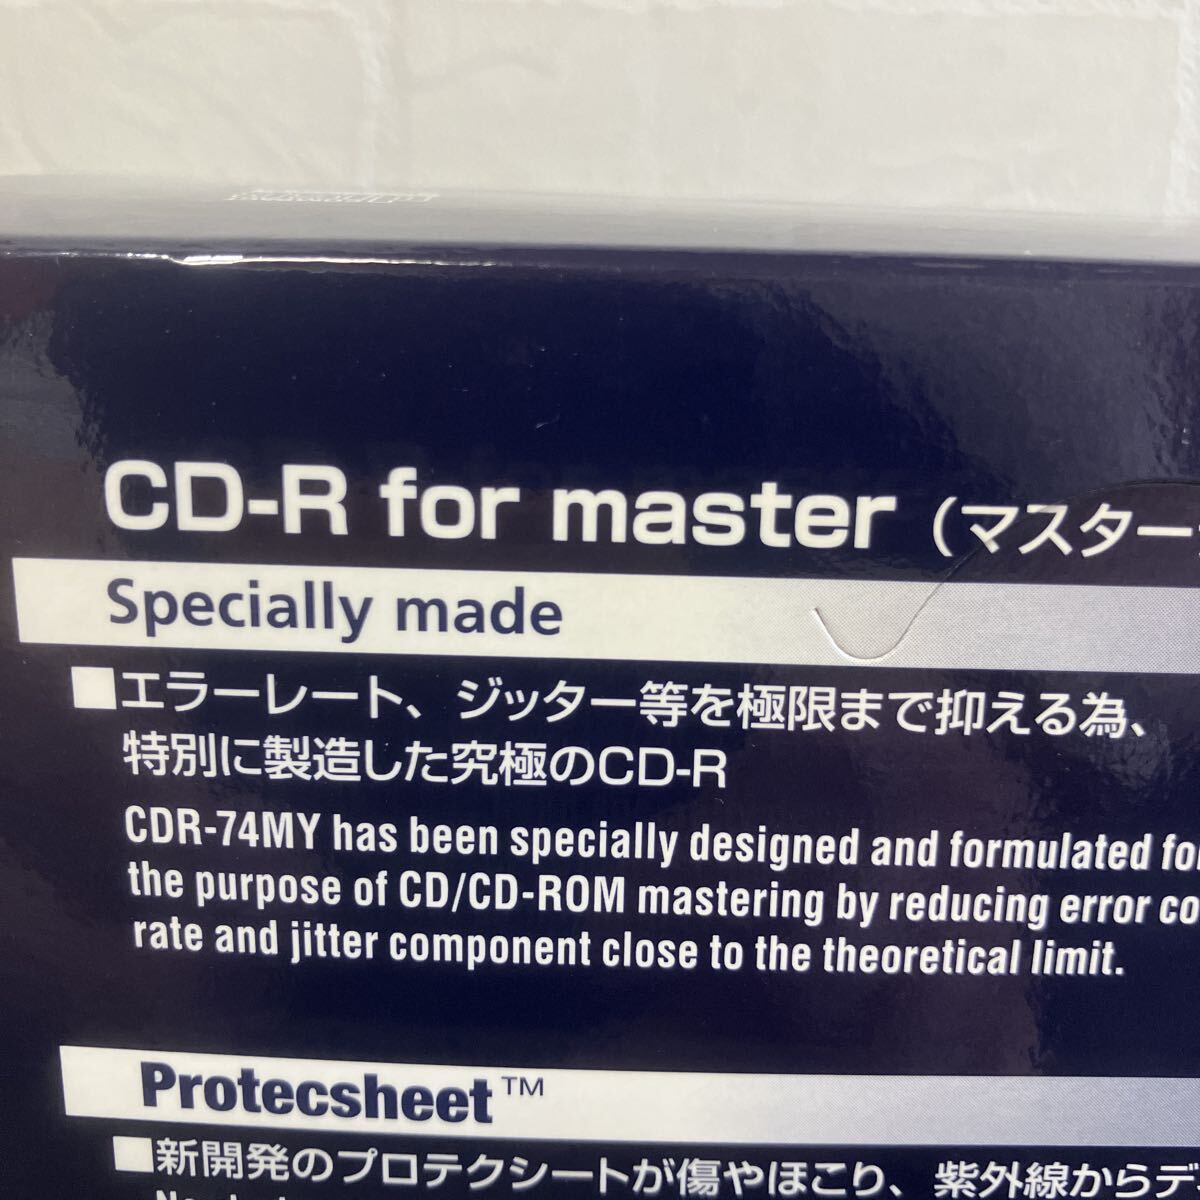 CD-R for master（マスター
Specially made
■エラーレート、ジッター等を極限まで抑える為、
特別に製造した究極のCD-R
CDR-74MY has been specially designed and formulated for
the purpose of CD/CD-ROM mastering by reducing error
rate and jitter component close to the theoretical limit.
Protecsheet™
■新開発のプロテクシートが傷やほこり、紫外線からデ